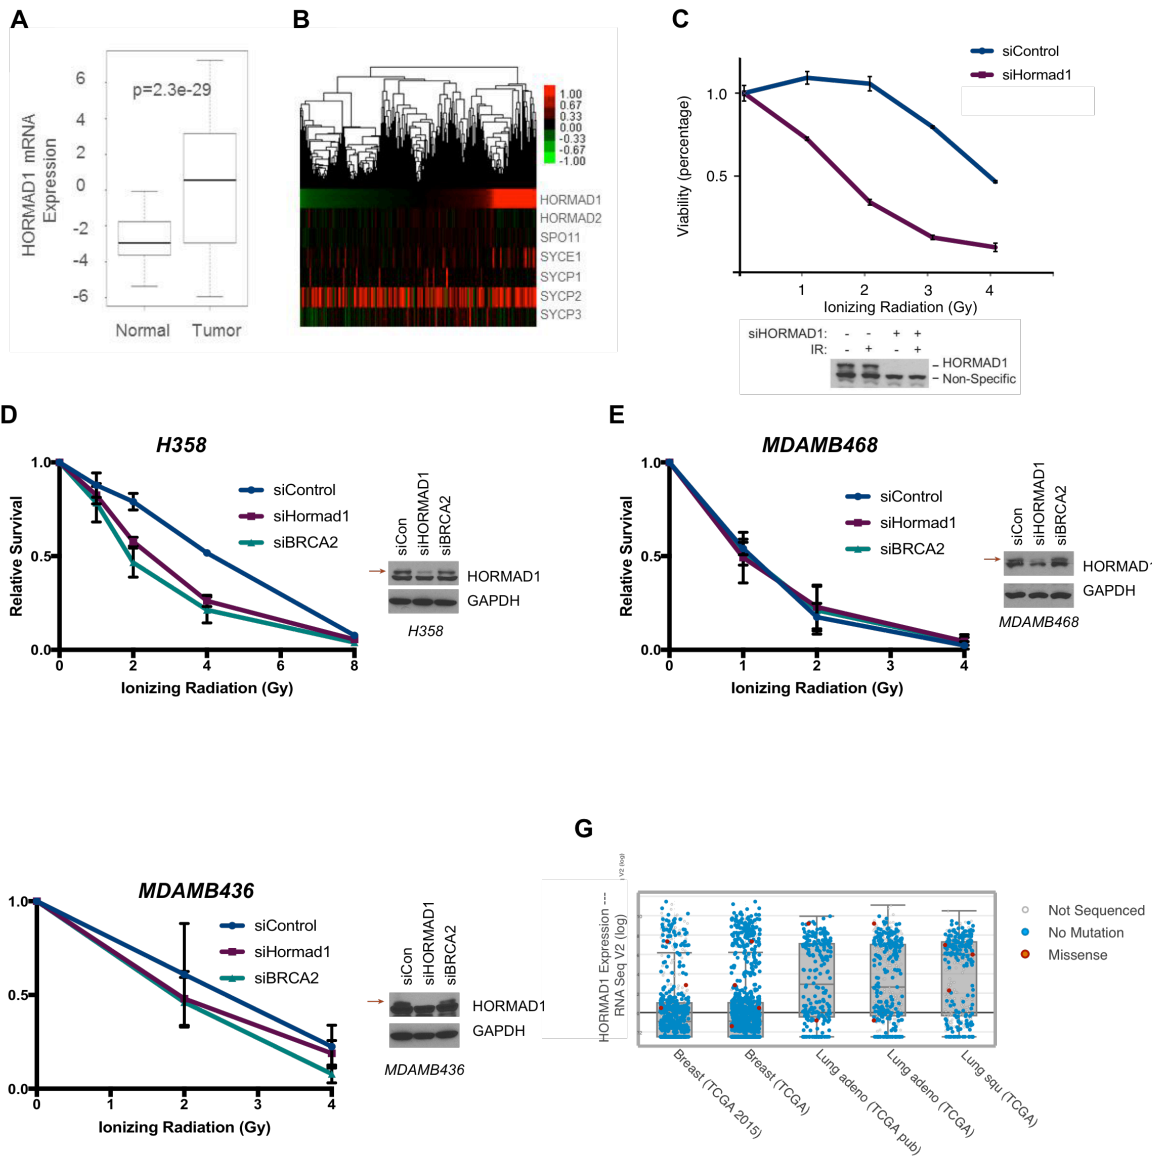 A
HORMAD1 mRNA
Expression
6
4
2
0
-2
-4
-6
p=2.3e-29
Normal
Tumor
B
1.00
0.67
0.33
0.00
-0.33
-0.67
-1.00
HORMAD1
HORMAD2
SPO11
SYCE1
SYCP1
SYCP2
SYCP3
C
siControl
siHormad1
Viability (percentage)
1.0
0.5
1 2 3 4
Ionizing Radiation (Gy)
siHORMAD1: - - + +
IR: - + - +
HORMAD1
Non-Specific
D
H358
Relative Survival
1.0
0.5
0.0
0 2 4 6 8
Ionizing Radiation (Gy)
siControl
siHormad1
siBRCA2
siCon
siHORMAD1
siBRCA2
HORMAD1
GAPDH
H358
E
MDAMB468
Relative Survival
1.0
0.5
0.0
0 1 2 3 4
Ionizing Radiation (Gy)
siControl
siHormad1
siBRCA2
siCon
siHORMAD1
siBRCA2
HORMAD1
GAPDH
MDAMB468
MDAMB436
1.0
0.5
0.0
0 1 2 3 4
Ionizing Radiation (Gy)
siControl
siHormad1
siBRCA2
siCon
siHORMAD1
siBRCA2
HORMAD1
GAPDH
MDAMB436
G
V2 (log)
HORMAD1 Expression ---
RNA Seq V2 (log)
Breast (TCGA 2015)
Breast (TCGA)
Lung adeno (TCGA pub)
Lung adeno (TCGA)
Lung squ (TCGA)
Not Sequenced
No Mutation
Missense